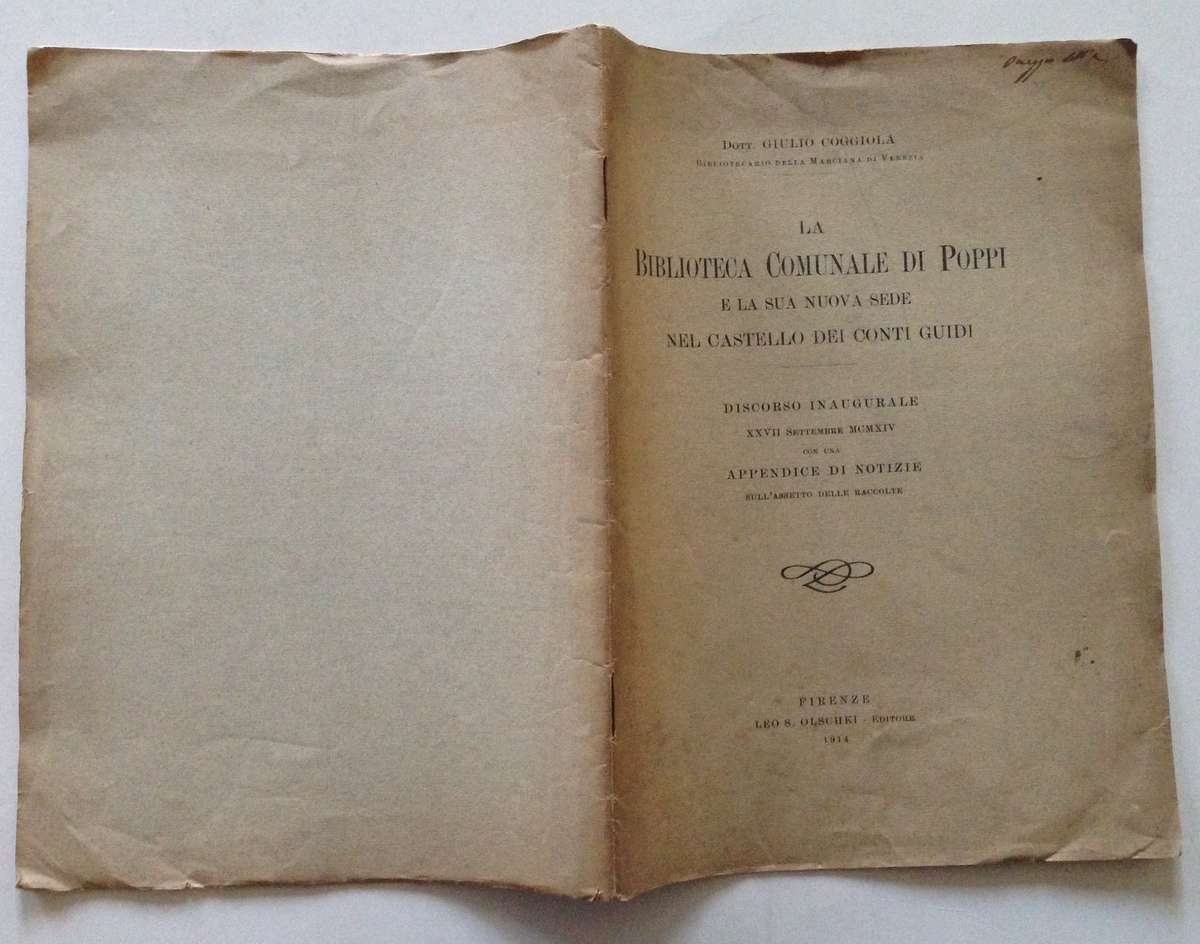 Omaggio
Dott. GIULIO COGGIOLA
Bibliotecario della Marciana di Venezia
LA
Biblioteca Comunale di Poppi
E LA SUA NUOVA SEDE
NEL CASTELLO DEI CONTI GUIDI
DISCORSO INAUGURALE
XXVII Settembre MCMXIV
CON UNA
APPENDICE DI NOTIZIE
SULL'ASSETTO DELLE RACCOLTE
FIRENZE
LEO S. OLSCHKI - Editore
1914